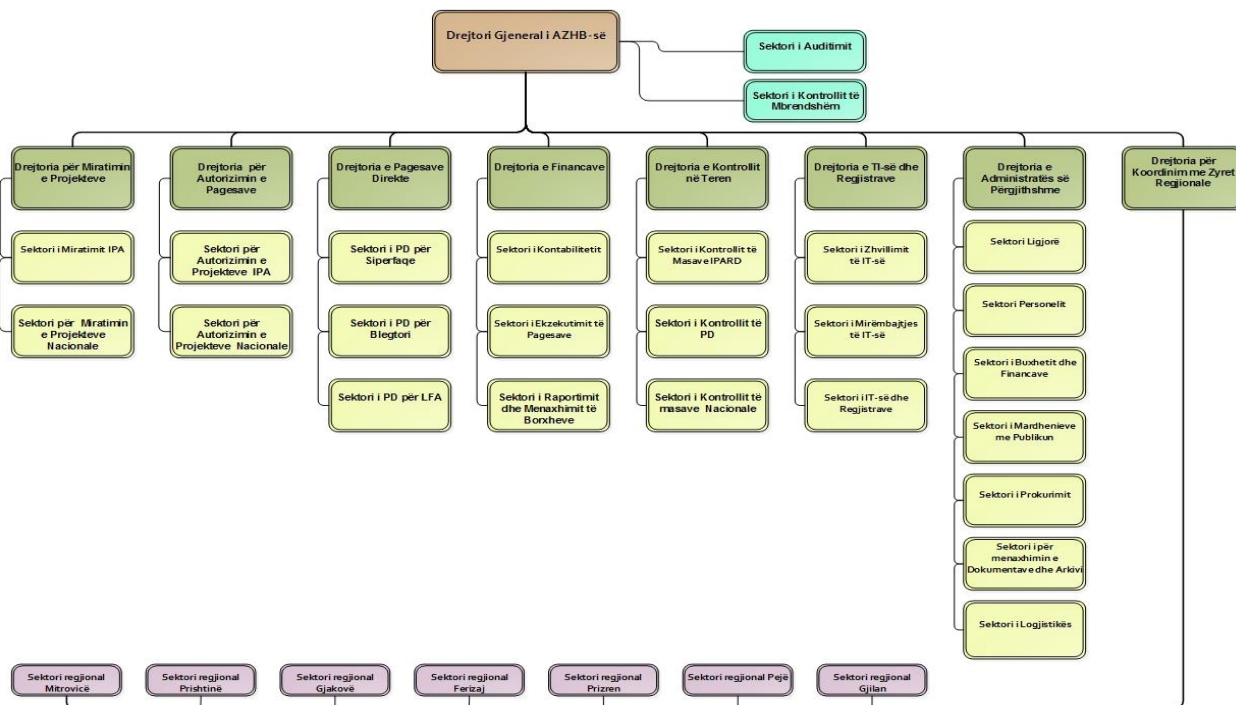 Drejtori Gjeneral i AZHB-së
Sektori i Auditimit
Sektori i Kontrollit të
Mbrendshëm
Drejtoria për Miratimin
e Projekteve
Drejtoria për
Autorizimin e
Pagesave
Drejtoria e Pagesave
Direkte
Drejtoria e Financave
Drejtoria e Kontrollit
në Teren
Drejtoria e TI-së dhe
Regjistrave
Drejtoria e
Administratës së
Përgjithshme
Drejtoria për
Koordinim me Zyret
Regjionale
Sektori i Miratimit IPA
Sektori për
Autorizimin e
Projekteve IPA
Sektori i PD për
Siperfaqe
Sektori i Kontabilitetit
Sektori i Kontrollit të
Masave IPARD
Sektori i Zhvillimit
të IT-së
Sektori Ligjorë
Sektori për Miratimin
e Projekteve
Nacionale
Sektori për
Autorizimin e
Projekteve Nacionale
Sektori i PD për
Blegtori
Sektori i Ekzekutimit të
Pagesave
Sektori i Kontrollit të
PD
Sektori i Mirëmbajtjes
të IT-së
Sektori Personelit
Sektori i PD për LFA
Sektori i Raportimit
dhe Menaxhimit të
Borxheve
Sektori i Kontrollit të
masave Nacionale
Sektori i IT-së dhe
Regjistrave
Sektori i Buxhetit dhe
Financave
Sektori i Mardhenieve
me Publikun
Sektori i Prokurimit
Sektori i për
menaxhimin e
Dokumentave dhe Arkivi
Sektori i Logjistikës
Sektori regjional
Mitrovicë
Sektori regjional
Prishtinë
Sektori regjional
Gjakovë
Sektori regjional
Ferizaj
Sektori regjional
Prizren
Sektori regjional Pejë
Sektori regjional
Gjilan